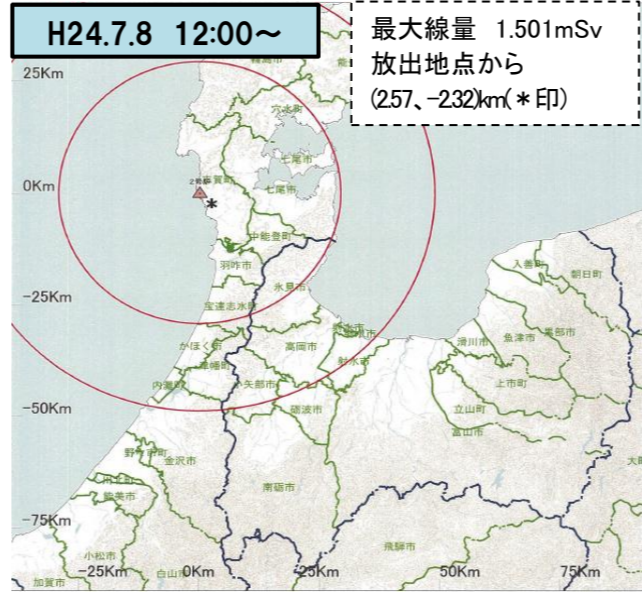 H24.7.8 12:00～
最大線量 1.501mSv
放出地点から
(2.57、-2.32)km(＊印)
25Km
穴水町
七尾市
0Km
志賀町
七尾市
*
中能登町
羽咋市
入善町
朝日町
氷見市
-25Km
宝達志水町
かほく市
高岡市
射水市
滑川市
魚津市
黒部市
津幡町
内灘町
小矢部市
上市町
-50Km
砺波市
立山町
富山市
野々市町
金沢市
川北町
能美市
南砺市
-75Km
小松市
飛騨市
加賀市
白山市
-25Km
0Km
25Km
50Km
75Km